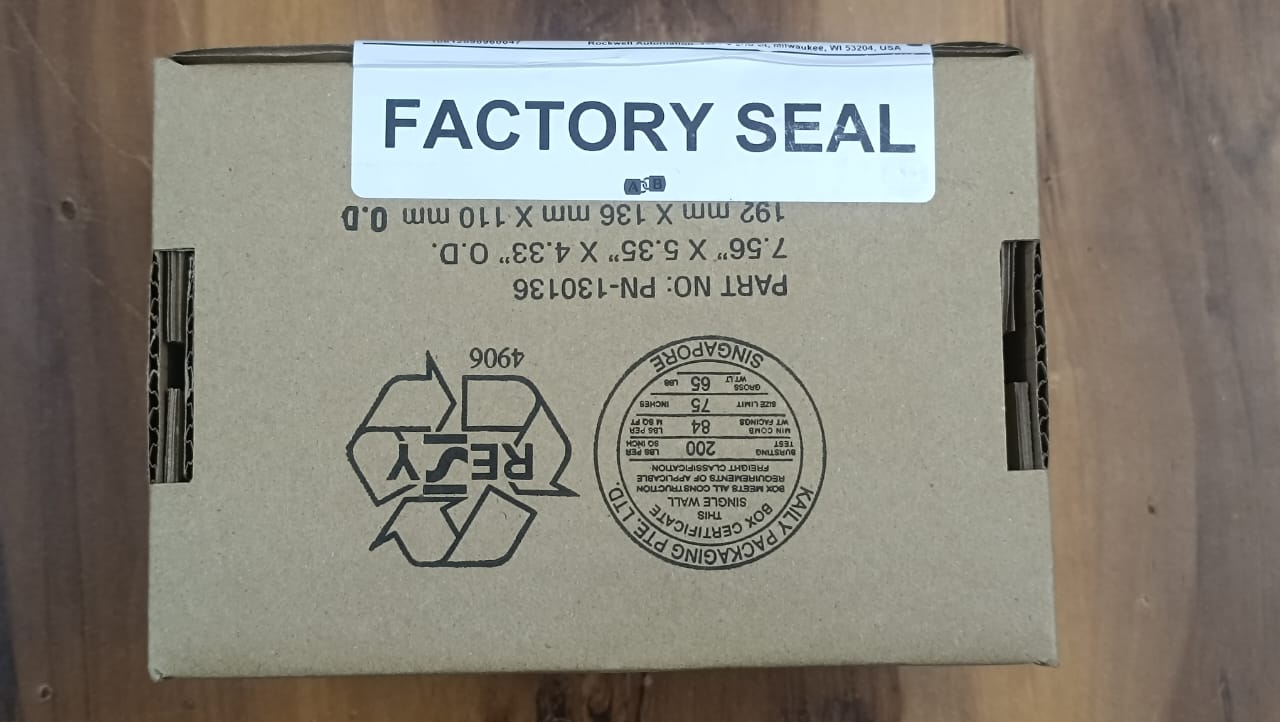 Rockwell Automation
Milwaukee, WI 53204, USA
FACTORY SEAL
A B
192 mm X 136 mm X 110 mm O.D
7.56" X 5.35" X 4.33" O.D.
PART NO: PN-130136
4906
RESY
SINGAPORE
GROSS WT LT 65 LBS
SIZE LIMIT 75 INCHES
MIN COMB WT FACINGS 84 LBS PER M SQ FT
BURSTING TEST 200 LBS PER SQ INCH
FREIGHT CLASSIFICATION
REQUIREMENTS OF APPLICABLE
BOX MEETS ALL CONSTRUCTION
SINGLE WALL
THIS
BOX CERTIFICATE
KAILY PACKAGING PTE. LTD.